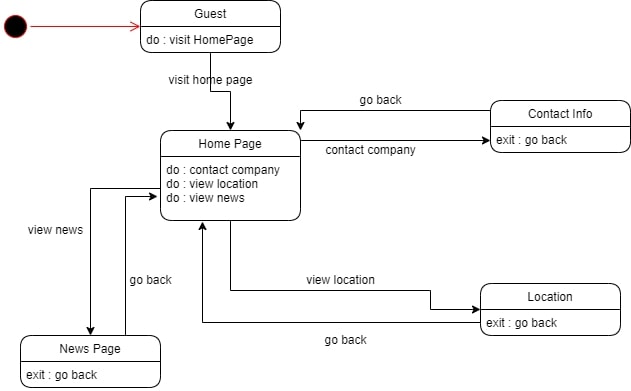 Guest
do : visit HomePage
visit home page
go back
Contact Info
exit : go back
contact company
Home Page
do : contact company
do : view location
do : view news
view news
go back
view location
Location
exit : go back
go back
News Page
exit : go back